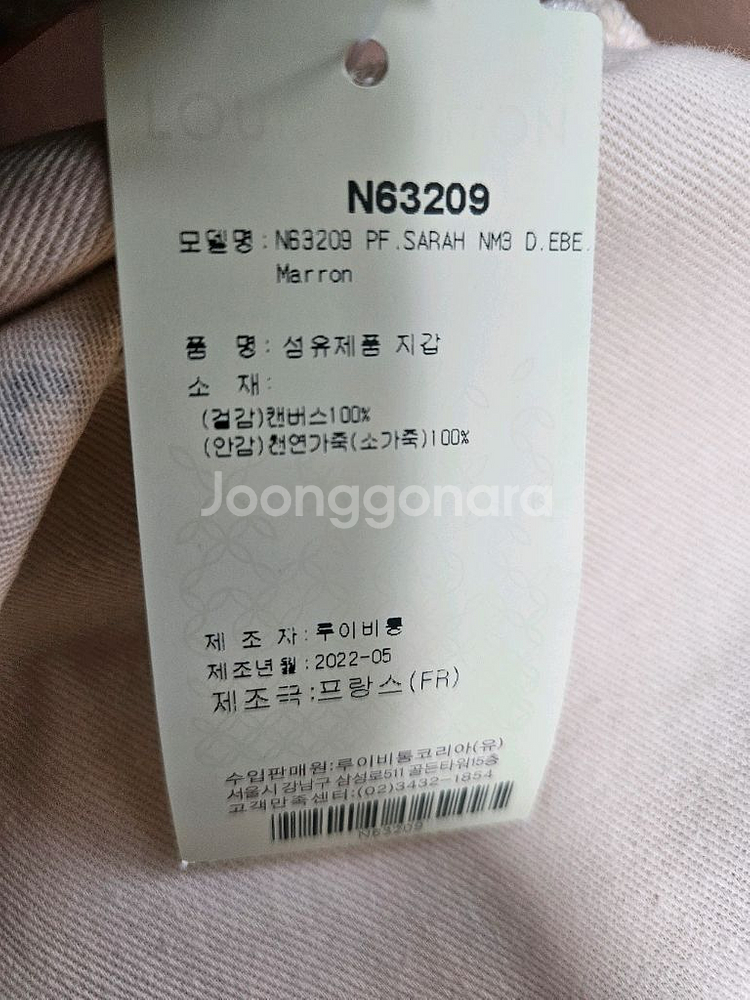 LOUIS VUITTON
N63209
모델명: N63209 PF.SARAH NM3 D.EBE.
Marron
품 명: 섬유제품 지갑
소 재:
(겉감)캔버스100%
(안감)천연가죽(소가죽)100%
Joonggonara
제 조 자:루이비통
제조년월:2022-05
제조국:프랑스(FR)
수입판매원:루이비통코리아(유)
서울시 강남구 삼성로511 골든타워15층
고객만족센터:(02)3432-1854
N63209